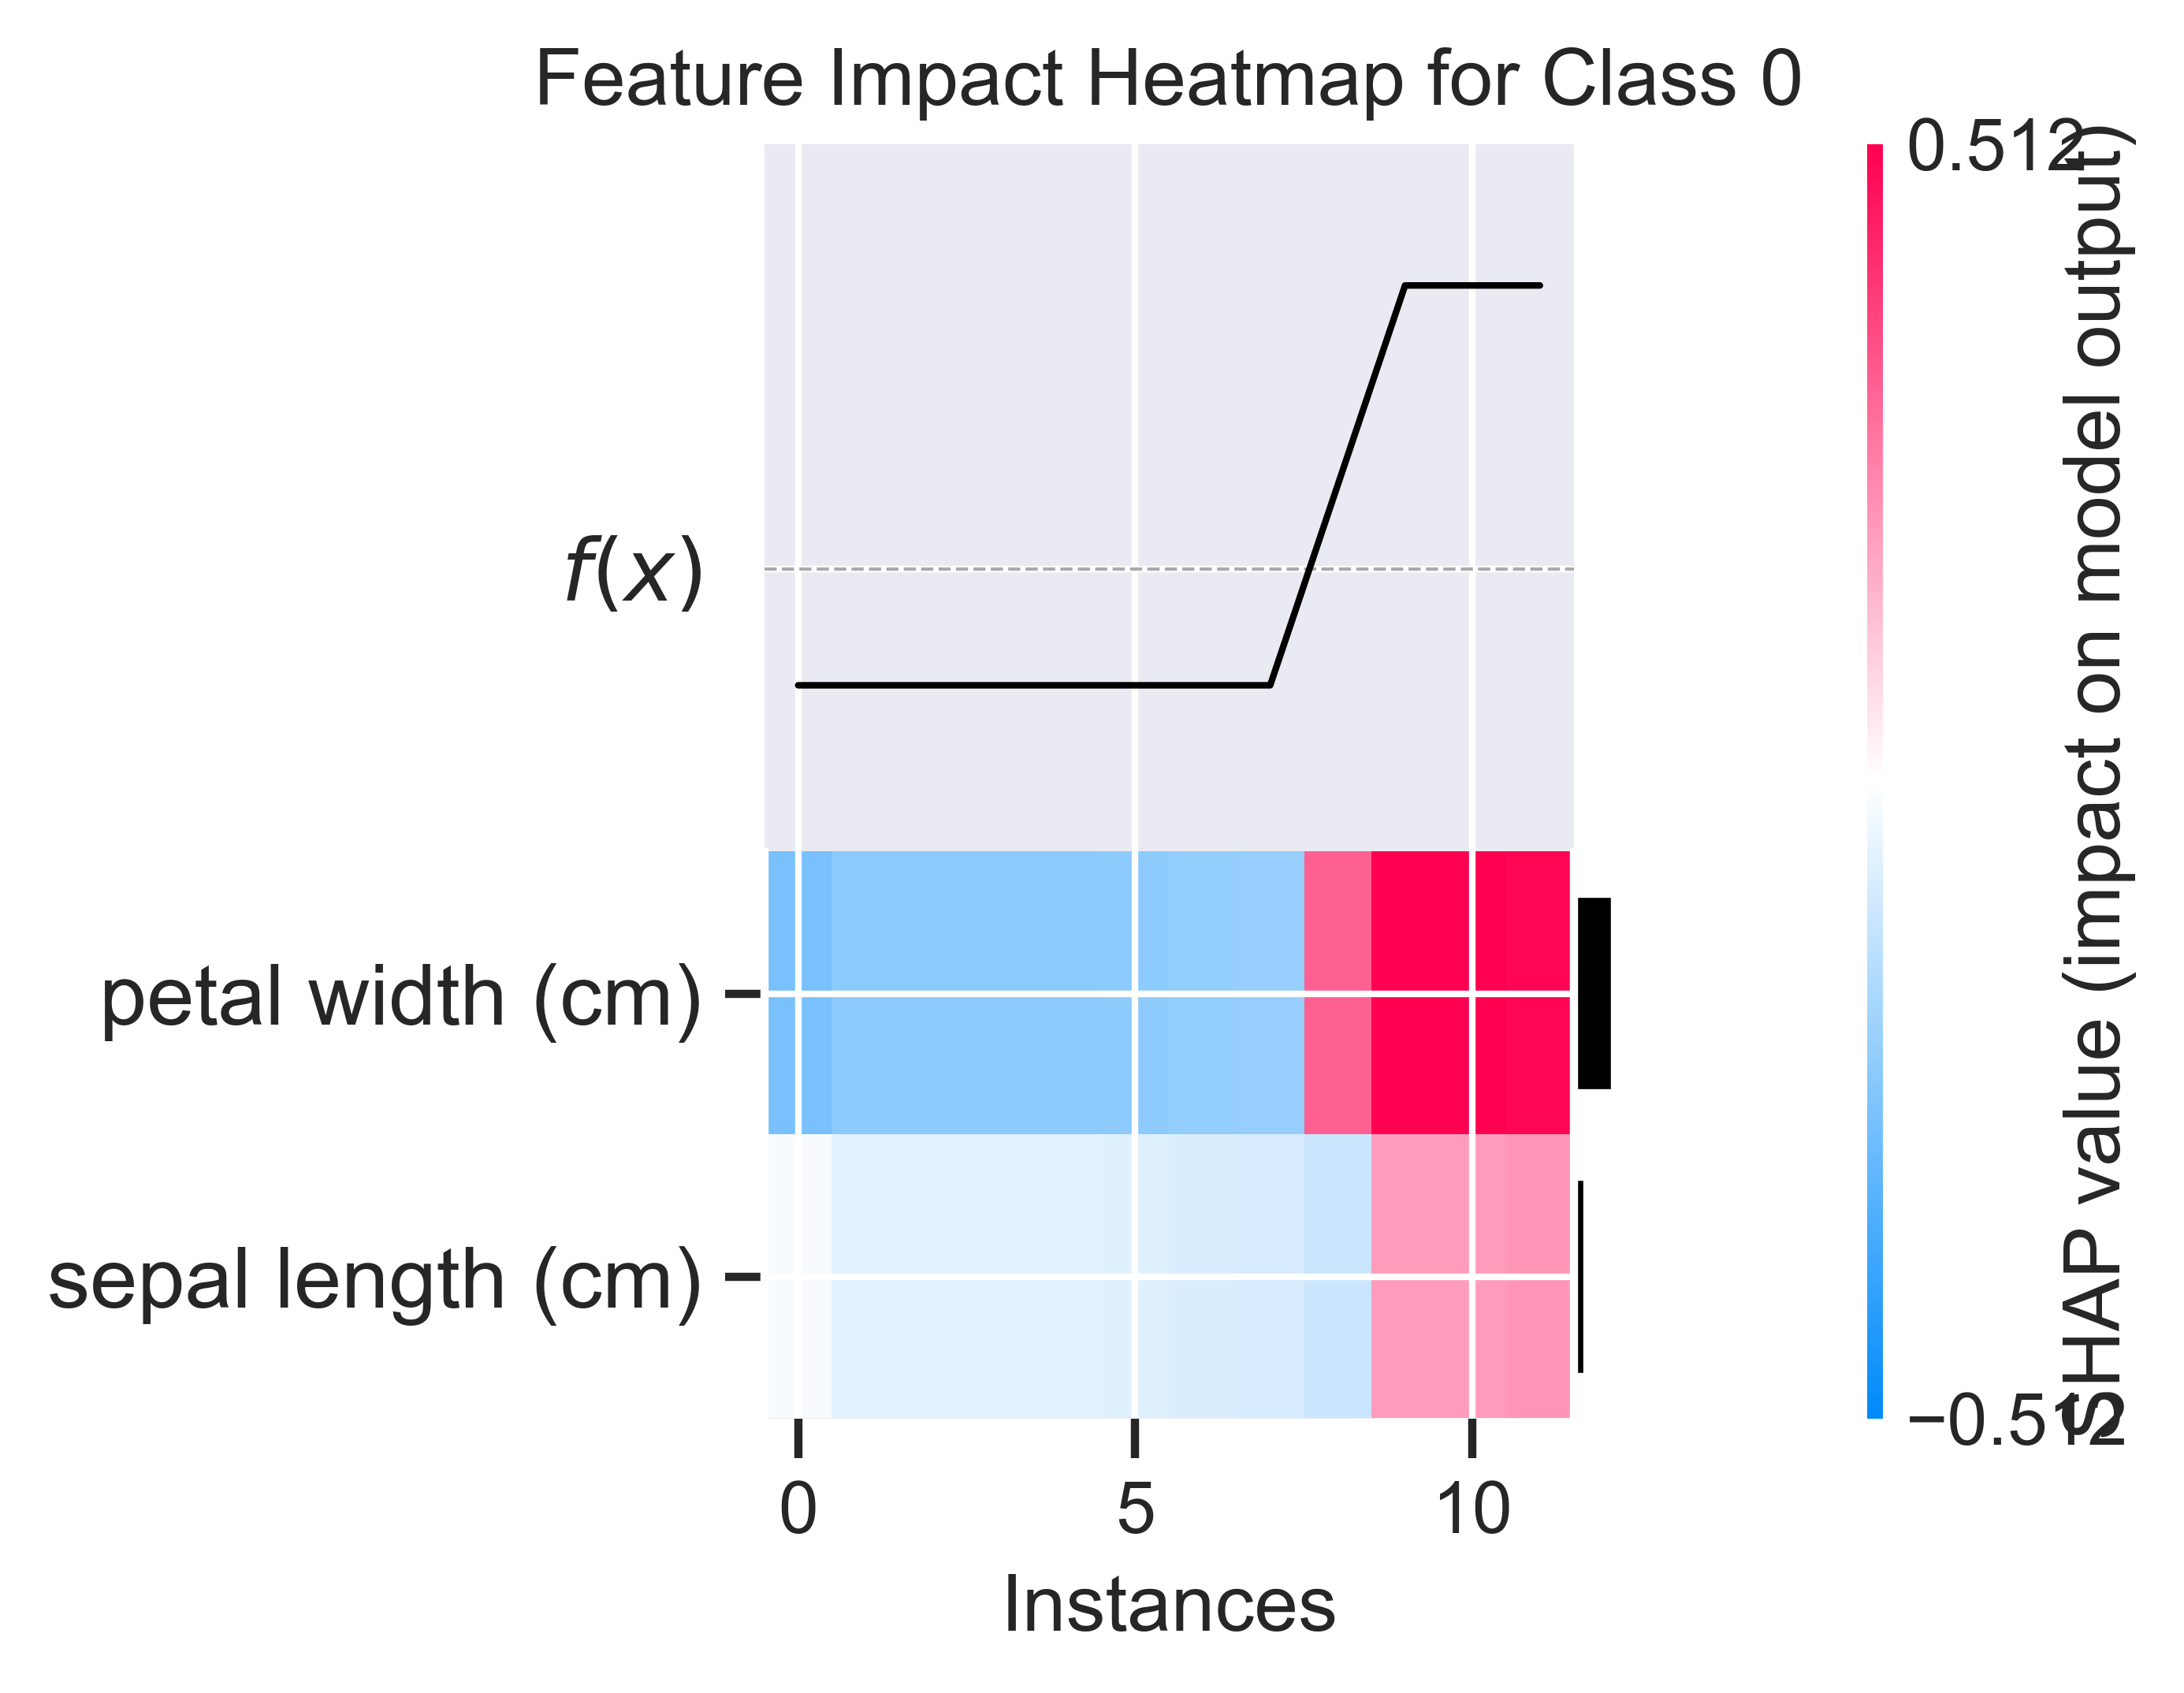 Feature Impact Heatmap for Class 0
0.512
f(x)
petal width (cm)
sepal length (cm)
−0.512
0 5 10
Instances
SHAP value (impact on model output)